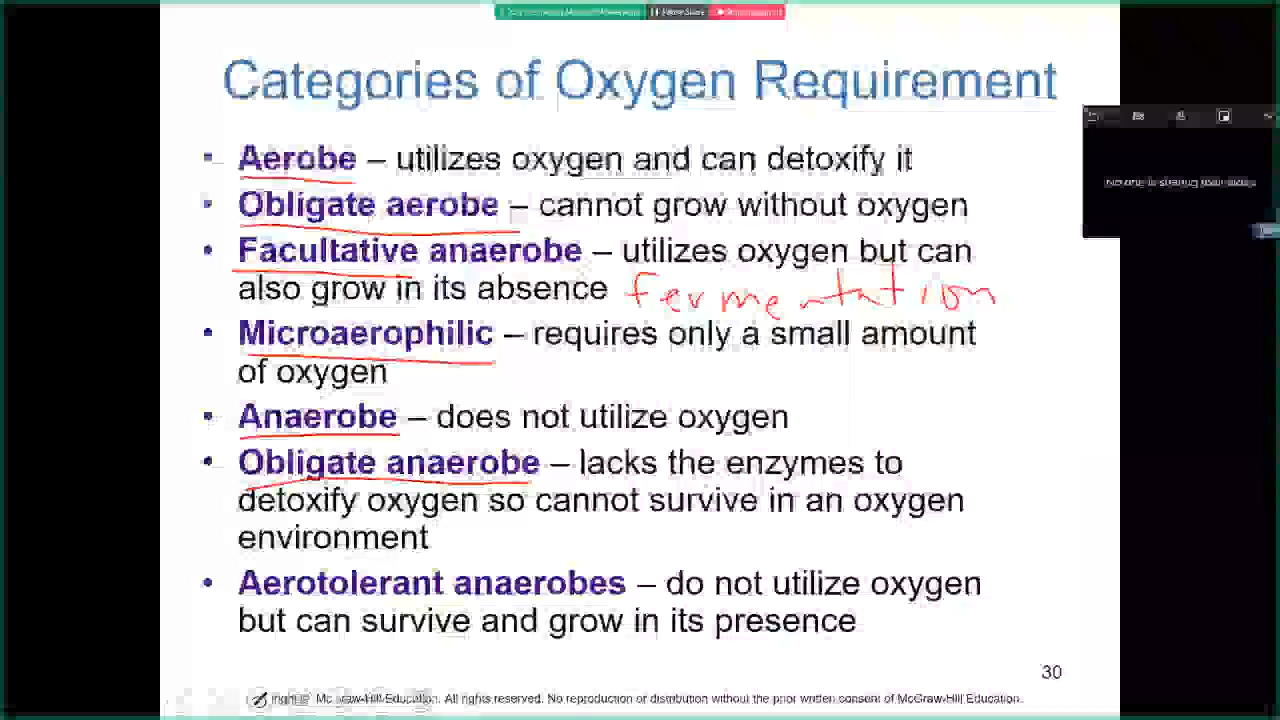 Categories of Oxygen Requirement
• Aerobe – utilizes oxygen and can detoxify it
• Obligate aerobe – cannot grow without oxygen
• Facultative anaerobe – utilizes oxygen but can
also grow in its absence fermentation
• Microaerophilic – requires only a small amount
of oxygen
• Anaerobe – does not utilize oxygen
• Obligate anaerobe – lacks the enzymes to
detoxify oxygen so cannot survive in an oxygen
environment
• Aerotolerant anaerobes – do not utilize oxygen
but can survive and grow in its presence
30
McGraw-Hill Education. All rights reserved. No reproduction or distribution without the prior written consent of McGraw-Hill Education.